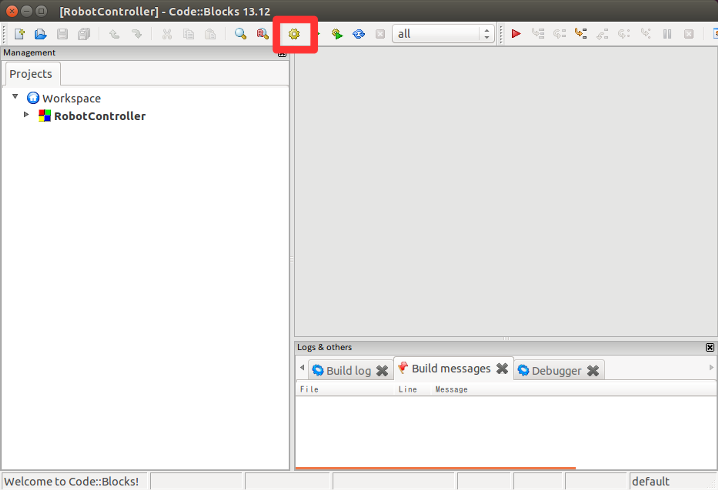 [RobotController] - Code::Blocks 13.12
all
Management
Projects
Workspace
RobotController
Logs & others
Build log
Build messages
Debugger
File Line Message
Welcome to Code::Blocks!
default